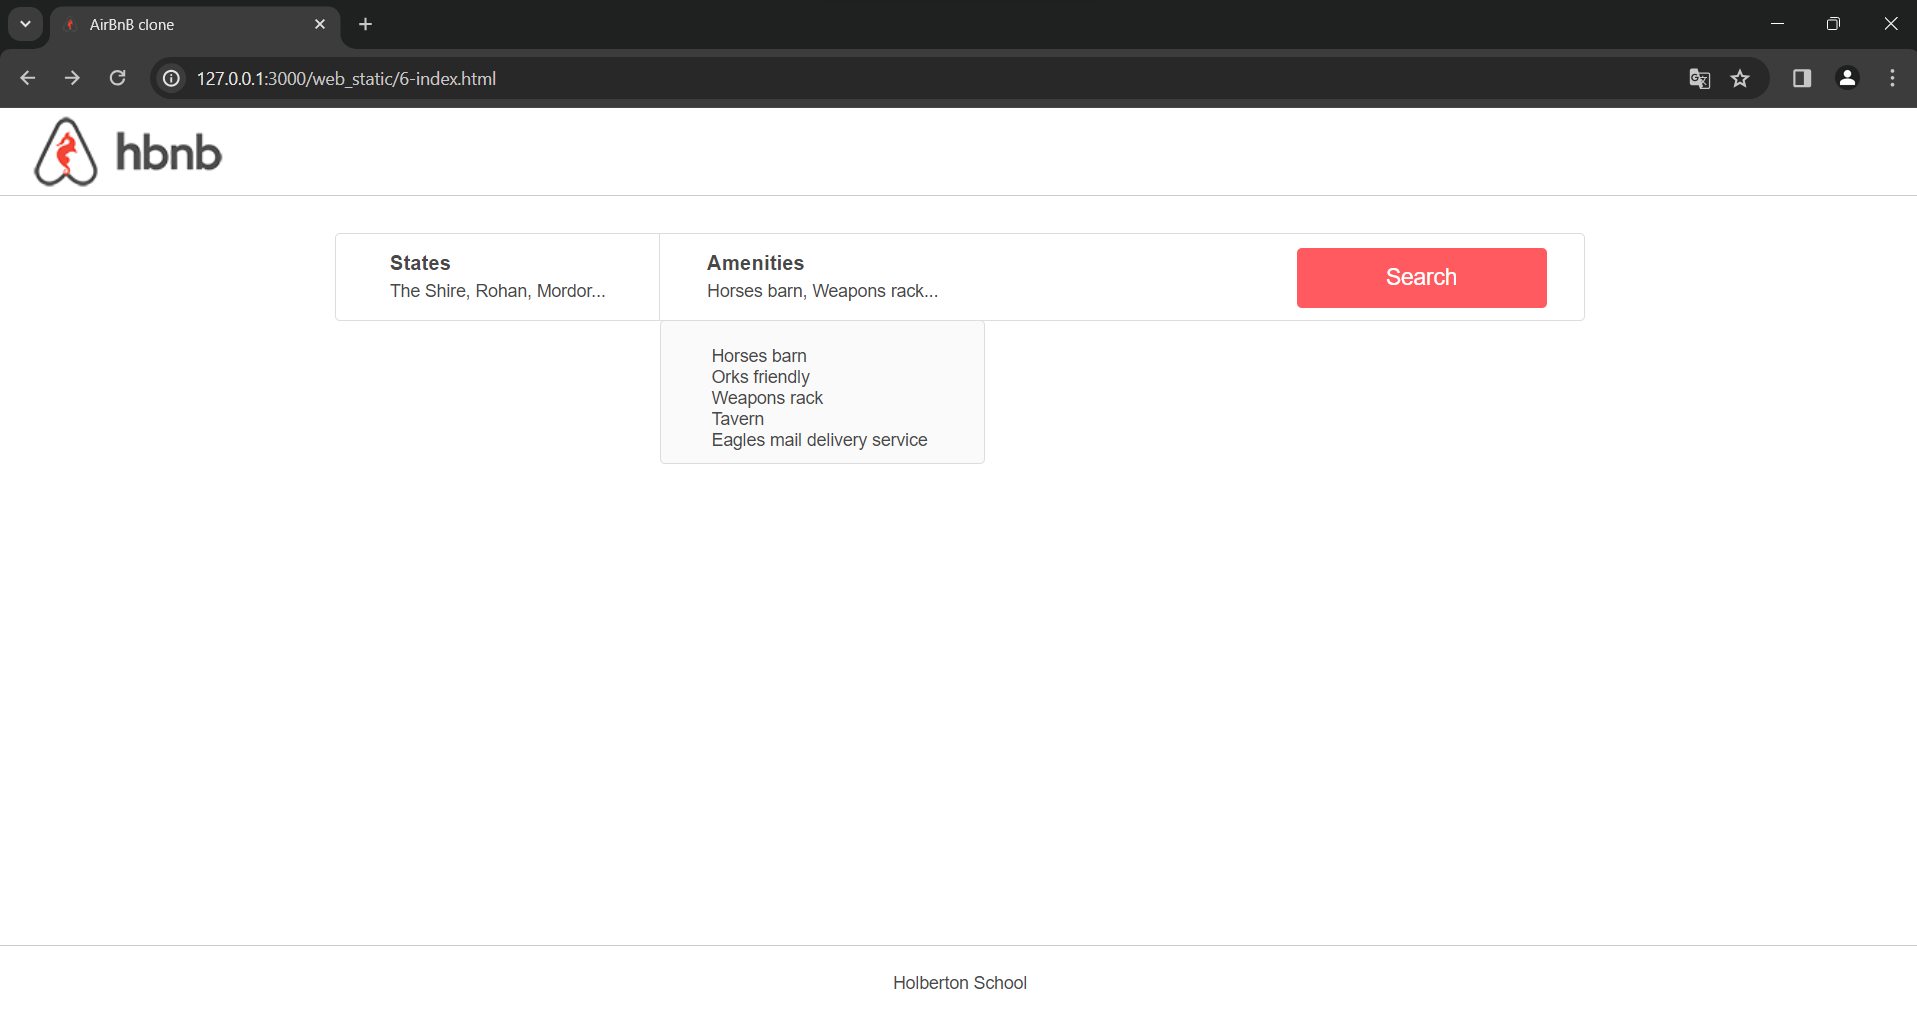 AirBnB clone
127.0.0.1:3000/web_static/6-index.html
hbnb
States
The Shire, Rohan, Mordor...
Amenities
Horses barn, Weapons rack...
Search
Horses barn
Orks friendly
Weapons rack
Tavern
Eagles mail delivery service
Holberton School